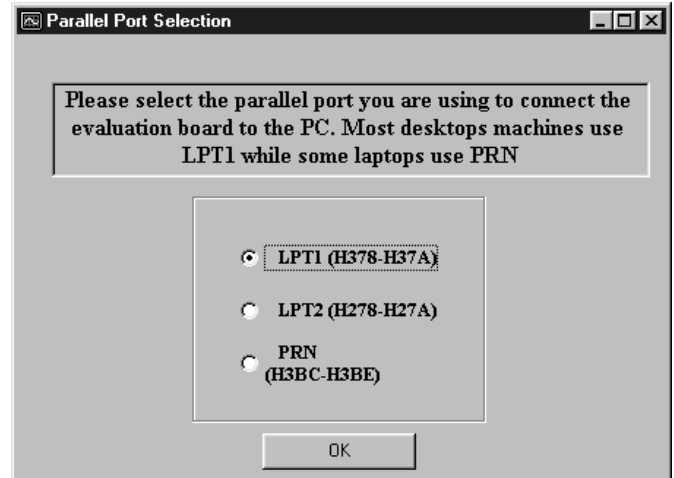 Parallel Port Selection
Please select the parallel port you are using to connect the
evaluation board to the PC. Most desktops machines use
LPT1 while some laptops use PRN
LPT1 (H378-H37A)
LPT2 (H278-H27A)
PRN
(H3BC-H3BE)
OK